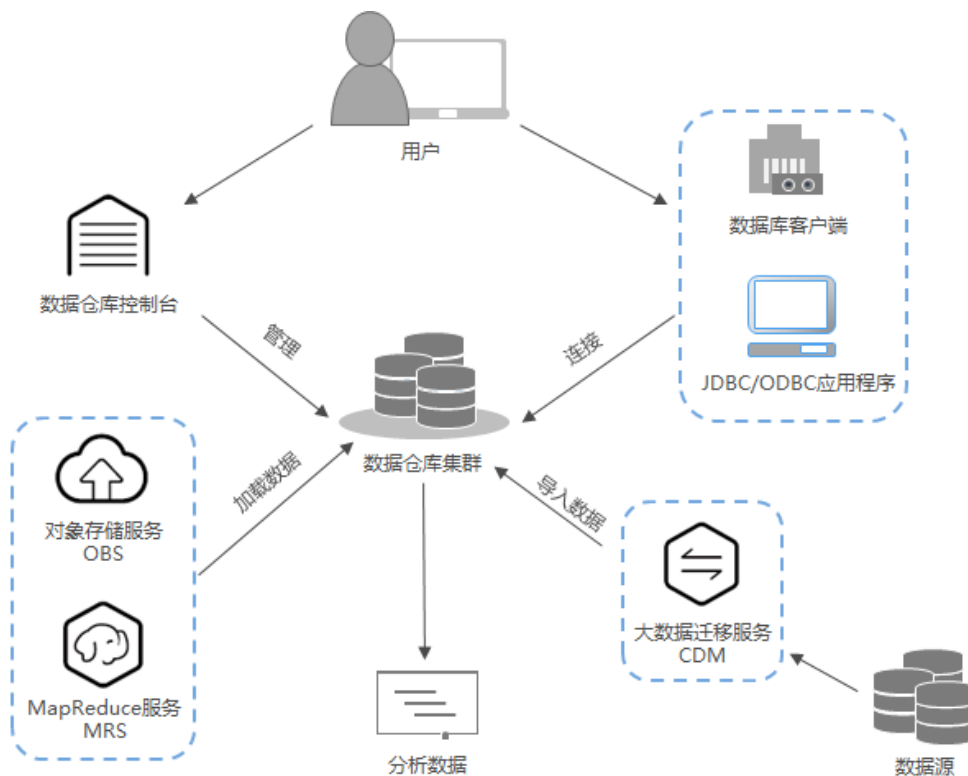 用户
数据库客户端
数据仓库控制台
管理
连接
JDBC/ODBC应用程序
数据仓库集群
加载数据
导入数据
对象存储服务
OBS
大数据迁移服务
CDM
MapReduce服务
MRS
分析数据
数据源